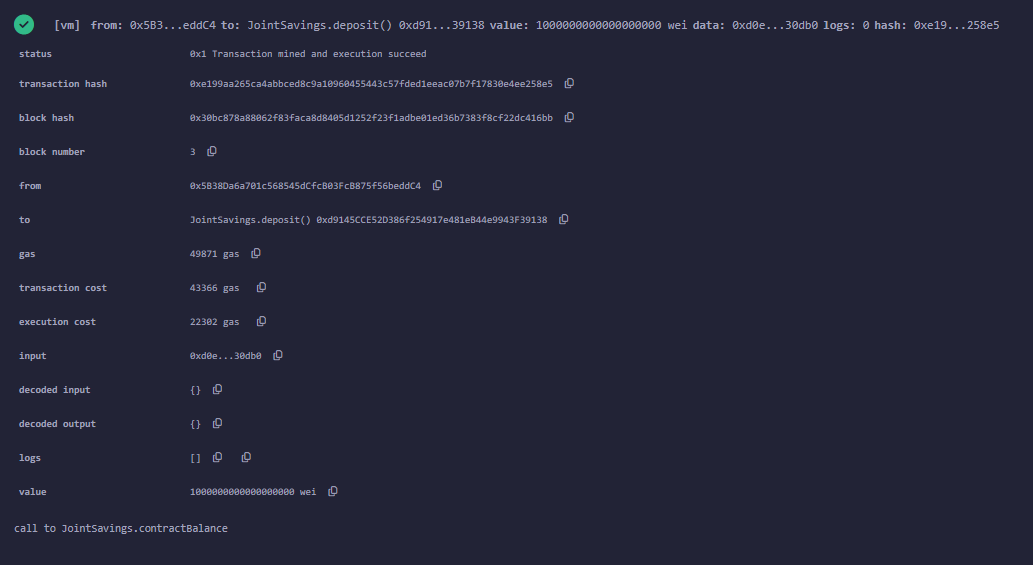 [vm] from: 0x5B3...eddC4 to: JointSavings.deposit() 0xd91...39138 value: 1000000000000000000 wei data: 0xd0e...30db0 logs: 0 hash: 0xe19...258e5
status 0x1 Transaction mined and execution succeed
transaction hash 0xe199aa265ca4abbced8c9a10960455443c57fded1eeac07b7f17830e4ee258e5
block hash 0x30bc878a88062f83faca8d8405d1252f23f1adbe01ed36b7383f8cf22dc416bb
block number 3
from 0x5B38Da6a701c568545dCfcB03FcB875f56beddC4
to JointSavings.deposit() 0xd9145CCE52D386f254917e481eB44e9943F39138
gas 49871 gas
transaction cost 43366 gas
execution cost 22302 gas
input 0xd0e...30db0
decoded input {}
decoded output {}
logs []
value 1000000000000000000 wei
call to JointSavings.contractBalance